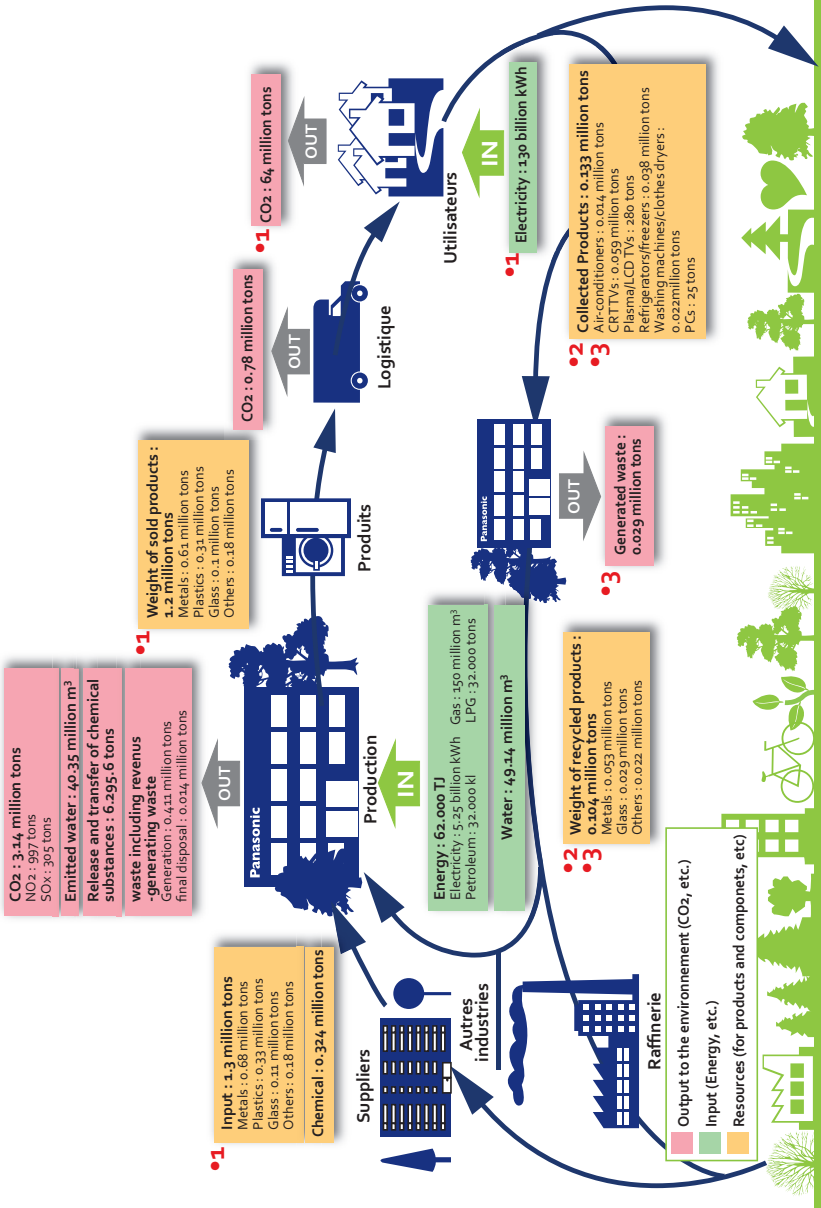 CO2 : 3.14 million tons
NO2 : 997 tons
SOx : 305 tons
Emitted water : 40.35 million m³
Release and transfer of chemical
substances : 6.295.6 tons
waste including revenus
-generating waste
Generation : 0.411 million tons
final disposal : 0.014 million tons
OUT
Panasonic
Production
IN
Energy : 62.000 TJ
Electricity : 5.25 billion kWh Gas : 150 million m³
Petroleum : 32.000 kl LPG : 32.000 tons
Water : 49.14 million m³
•1
Input : 1.3 million tons
Metals : 0.68 million tons
Plastics : 0.33 million tons
Glass : 0.11 million tons
Others : 0.18 million tons
Chemical : 0.324 million tons
Suppliers
Autres
industries
Raffinerie
•1
Weight of sold products :
1.2 million tons
Metals : 0.61 million tons
Plastics : 0.31 million tons
Glass : 0.1 million tons
Others : 0.18 million tons
Produits
CO2 : 0.78 million tons
OUT
Logistique
•1
CO2 : 64 million tons
OUT
Utilisateurs
IN
•1
Electricity : 130 billion kWh
•2
•3
Collected Products : 0.133 million tons
Air-conditioners : 0.014 million tons
CRT TVs : 0.059 million tons
Plasma/LCD TVs : 280 tons
Refrigerators/freezers : 0.038 million tons
Washing machines/clothes dryers :
0.022million tons
PCs : 25 tons
Panasonic
OUT
•3
Generated waste :
0.029 million tons
•2
•3
Weight of recycled products :
0.104 million tons
Metals : 0.053 million tons
Glass : 0.029 million tons
Others : 0.022 million tons
Output to the environnement (CO2, etc.)
Input (Energy, etc.)
Resources (for products and componets, etc)